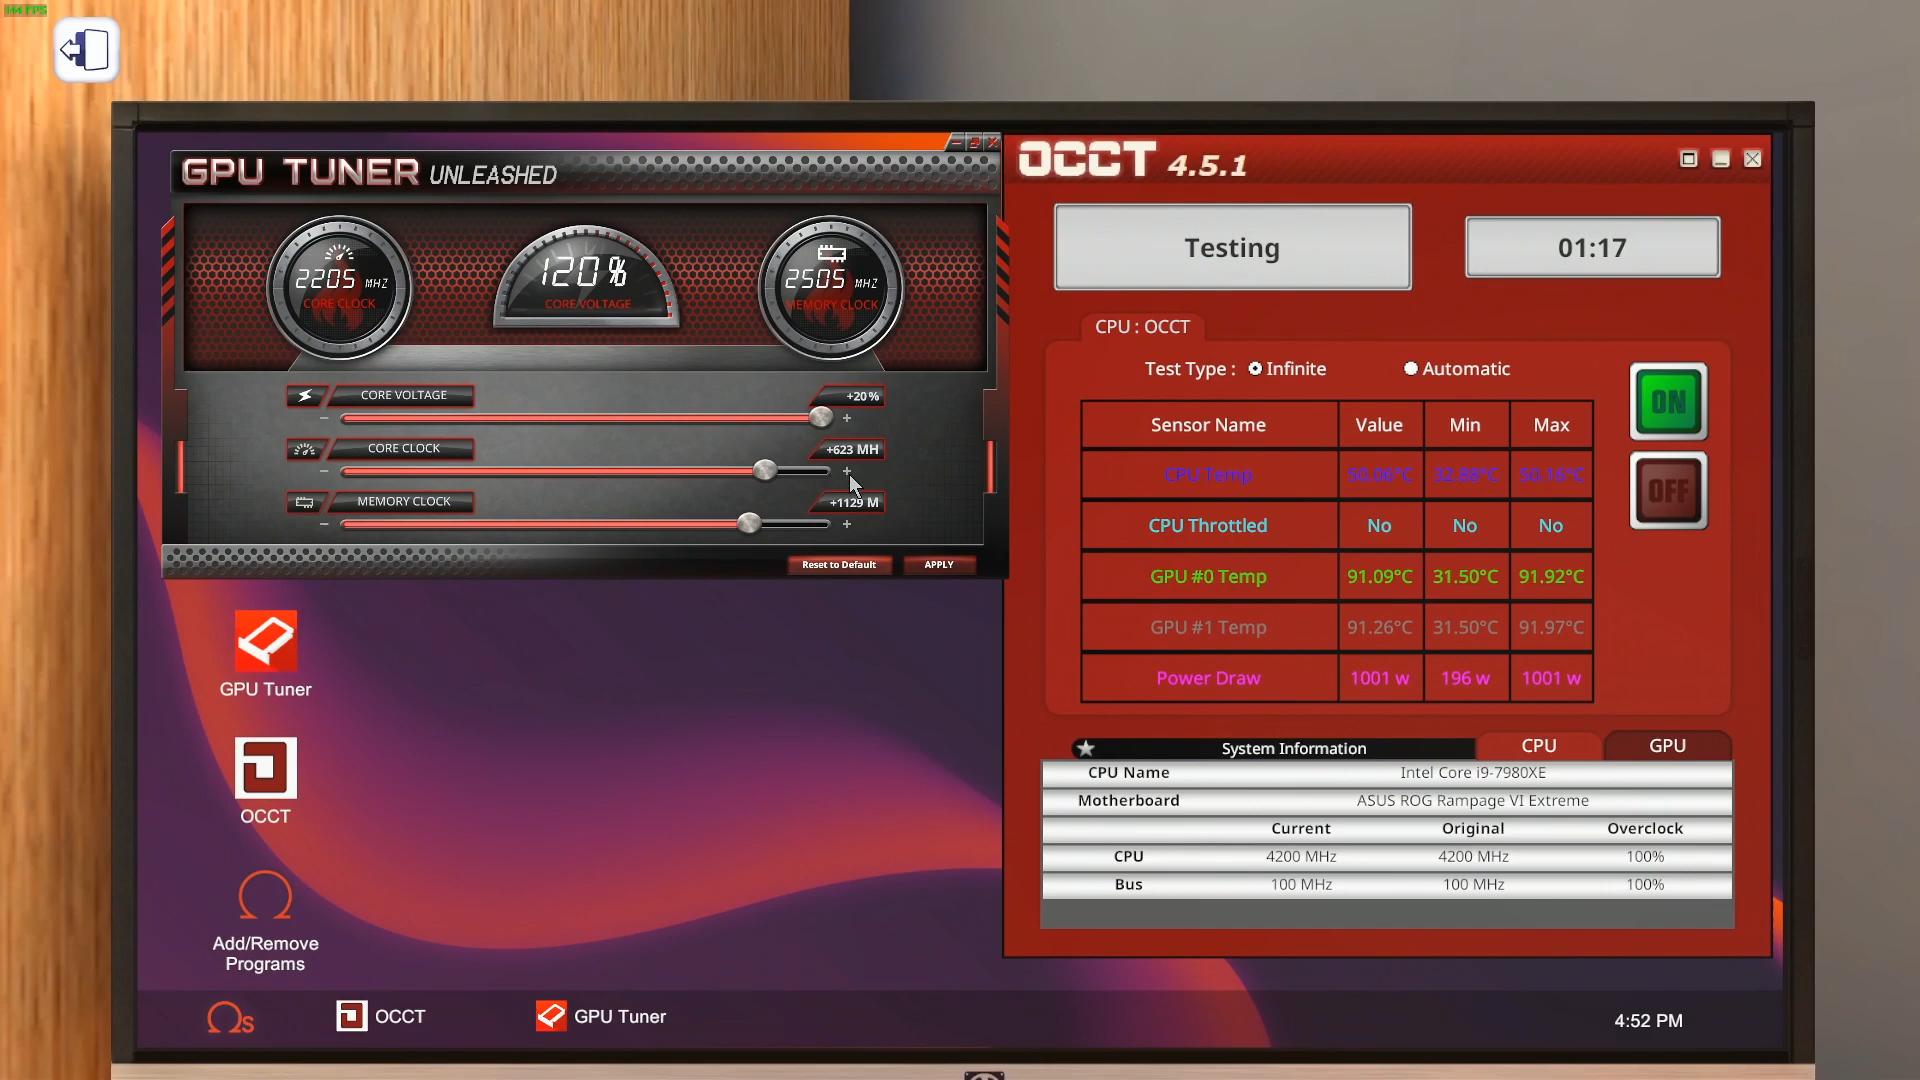 144 FPS
GPU TUNER UNLEASHED
2205 MHZ
CORE CLOCK
120%
CORE VOLTAGE
2505 MHZ
MEMORY CLOCK
CORE VOLTAGE
+20%
CORE CLOCK
+623 MH
MEMORY CLOCK
+1129 M
Reset to Default
APPLY
GPU Tuner
OCCT
Add/Remove
Programs
OCCT 4.5.1
Testing
01:17
CPU : OCCT
Test Type : Infinite Automatic
ON
OFF
Sensor Name Value Min Max
CPU Temp 50.06°C 32.88°C 50.16°C
CPU Throttled No No No
GPU #0 Temp 91.09°C 31.50°C 91.92°C
GPU #1 Temp 91.26°C 31.50°C 91.97°C
Power Draw 1001 w 196 w 1001 w
System Information CPU GPU
CPU Name Intel Core i9-7980XE
Motherboard ASUS ROG Rampage VI Extreme
Current Original Overclock
CPU 4200 MHz 4200 MHz 100%
Bus 100 MHz 100 MHz 100%
Ωs OCCT GPU Tuner 4:52 PM